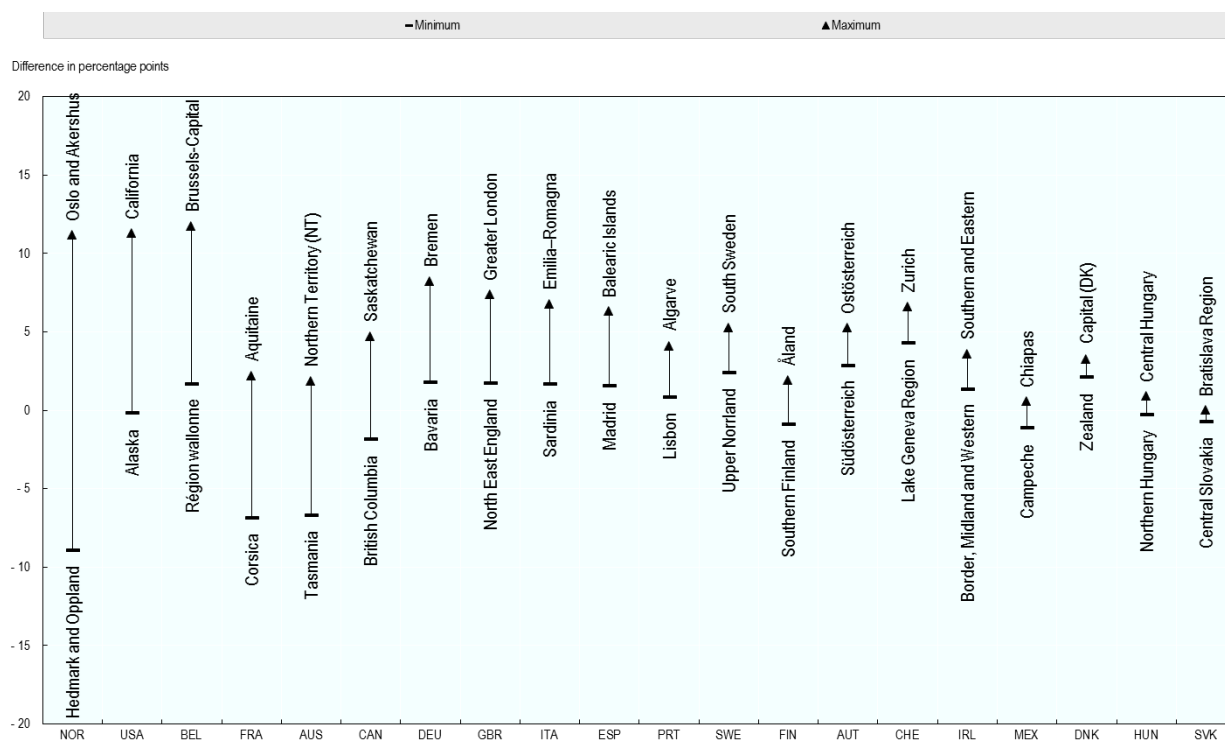 Minimum
Maximum
Difference in percentage points
20
15
10
5
0
- 5
- 10
- 15
- 20
Oslo and Akershus
Hedmark and Oppland
California
Alaska
Brussels-Capital
Région wallonne
Aquitaine
Corsica
Northern Territory (NT)
Tasmania
Saskatchewan
British Columbia
Bremen
Bavaria
Greater London
North East England
Emilia–Romagna
Sardinia
Balearic Islands
Madrid
Algarve
Lisbon
South Sweden
Upper Norrland
Åland
Southern Finland
Ostösterreich
Südösterreich
Zurich
Lake Geneva Region
Southern and Eastern
Border, Midland and Western
Chiapas
Campeche
Capital (DK)
Zealand
Central Hungary
Northern Hungary
Bratislava Region
Central Slovakia
NOR USA BEL FRA AUS CAN DEU GBR ITA ESP PRT SWE FIN AUT CHE IRL MEX DNK HUN SVK